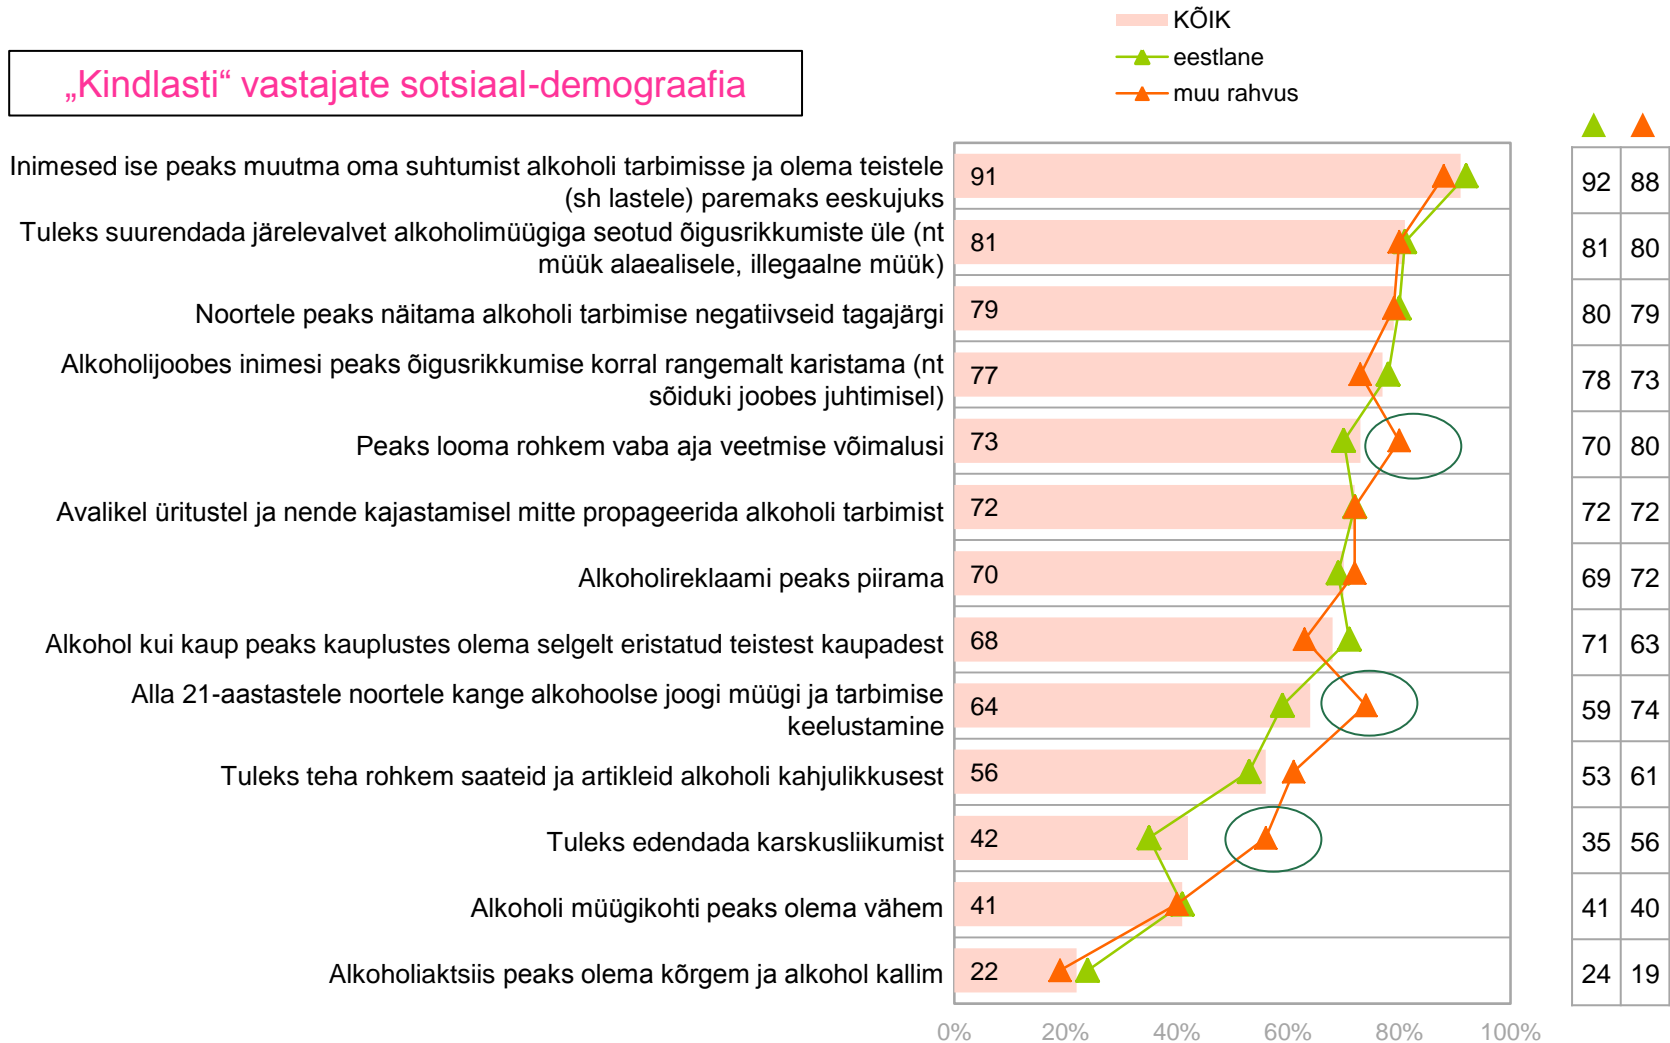 KÕIK
eestlane
muu rahvus
„Kindlasti“ vastajate sotsiaal-demograafia
Inimesed ise peaks muutma oma suhtumist alkoholi tarbimisse ja olema teistele
(sh lastele) paremaks eeskujuks
91
92 88
Tuleks suurendada järelevalvet alkoholimüügiga seotud õigusrikkumiste üle (nt
müük alaealisele, illegaalne müük)
81
81 80
Noortele peaks näitama alkoholi tarbimise negatiivseid tagajärgi
79
80 79
Alkoholijoobes inimesi peaks õigusrikkumise korral rangemalt karistama (nt
sõiduki joobes juhtimisel)
77
78 73
Peaks looma rohkem vaba aja veetmise võimalusi
73
70 80
Avalikel üritustel ja nende kajastamisel mitte propageerida alkoholi tarbimist
72
72 72
Alkoholireklaami peaks piirama
70
69 72
Alkohol kui kaup peaks kauplustes olema selgelt eristatud teistest kaupadest
68
71 63
Alla 21-aastastele noortele kange alkohoolse joogi müügi ja tarbimise
keelustamine
64
59 74
Tuleks teha rohkem saateid ja artikleid alkoholi kahjulikkusest
56
53 61
Tuleks edendada karskusliikumist
42
35 56
Alkoholi müügikohti peaks olema vähem
41
41 40
Alkoholiaktsiis peaks olema kõrgem ja alkohol kallim
22
24 19
0% 20% 40% 60% 80% 100%